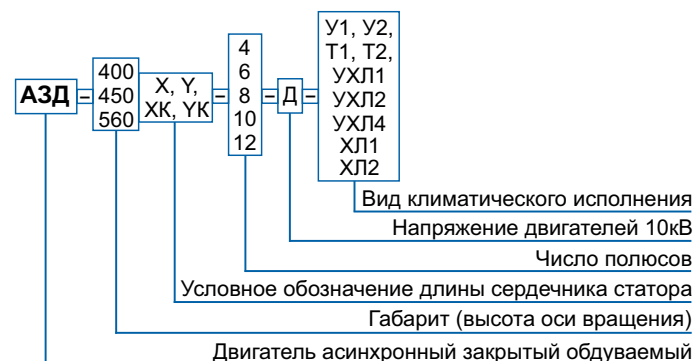 АЗД – 400 450 560 Х, Y, ХК, YК – 4 6 8 10 12 – Д – У1, У2, Т1, Т2, УХЛ1 УХЛ2 УХЛ4 ХЛ1 ХЛ2
Вид климатического исполнения
Напряжение двигателей 10кВ
Число полюсов
Условное обозначение длины сердечника статора
Габарит (высота оси вращения)
Двигатель асинхронный закрытый обдуваемый